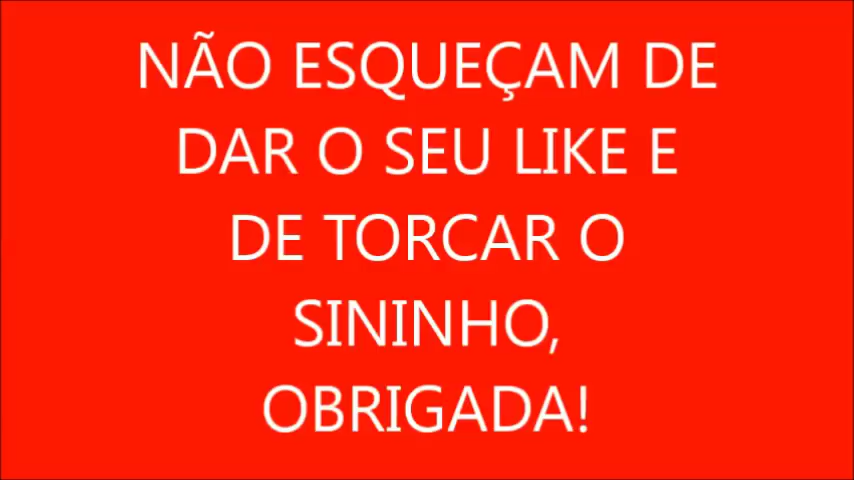 NÃO ESQUEÇAM DE
DAR O SEU LIKE E
DE TORCAR O
SININHO,
OBRIGADA!